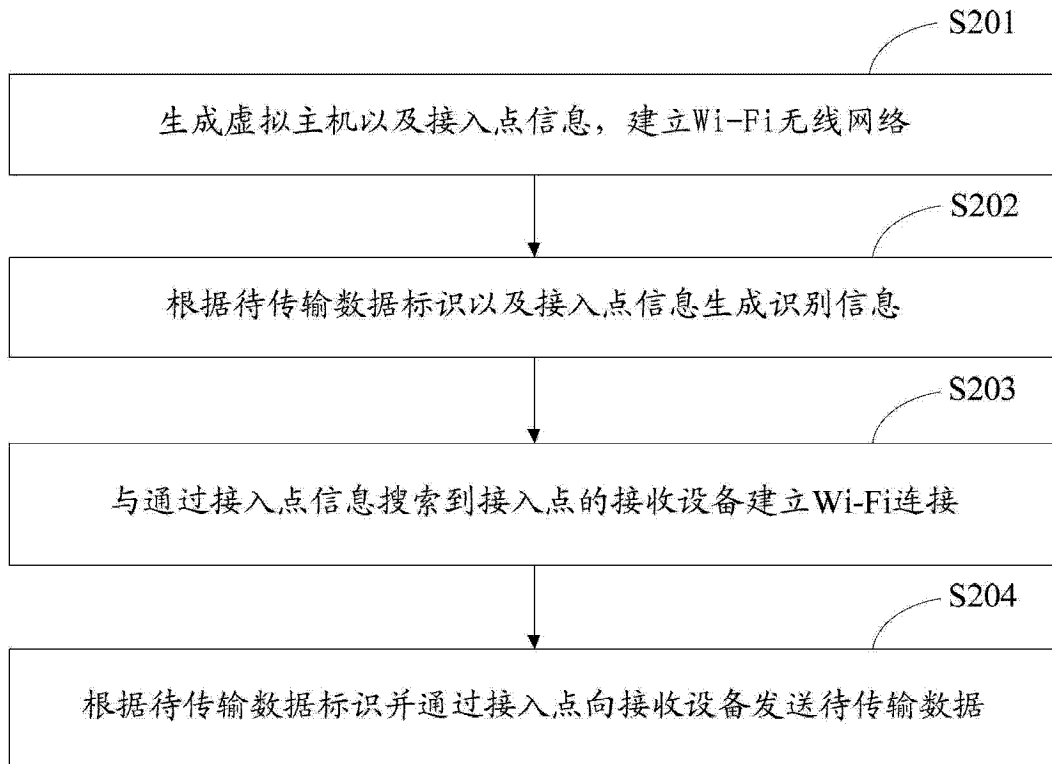 S201
生成虚拟主机以及接入点信息，建立Wi-Fi无线网络
S202
根据待传输数据标识以及接入点信息生成识别信息
S203
与通过接入点信息搜索到接入点的接收设备建立Wi-Fi连接
S204
根据待传输数据标识并通过接入点向接收设备发送待传输数据